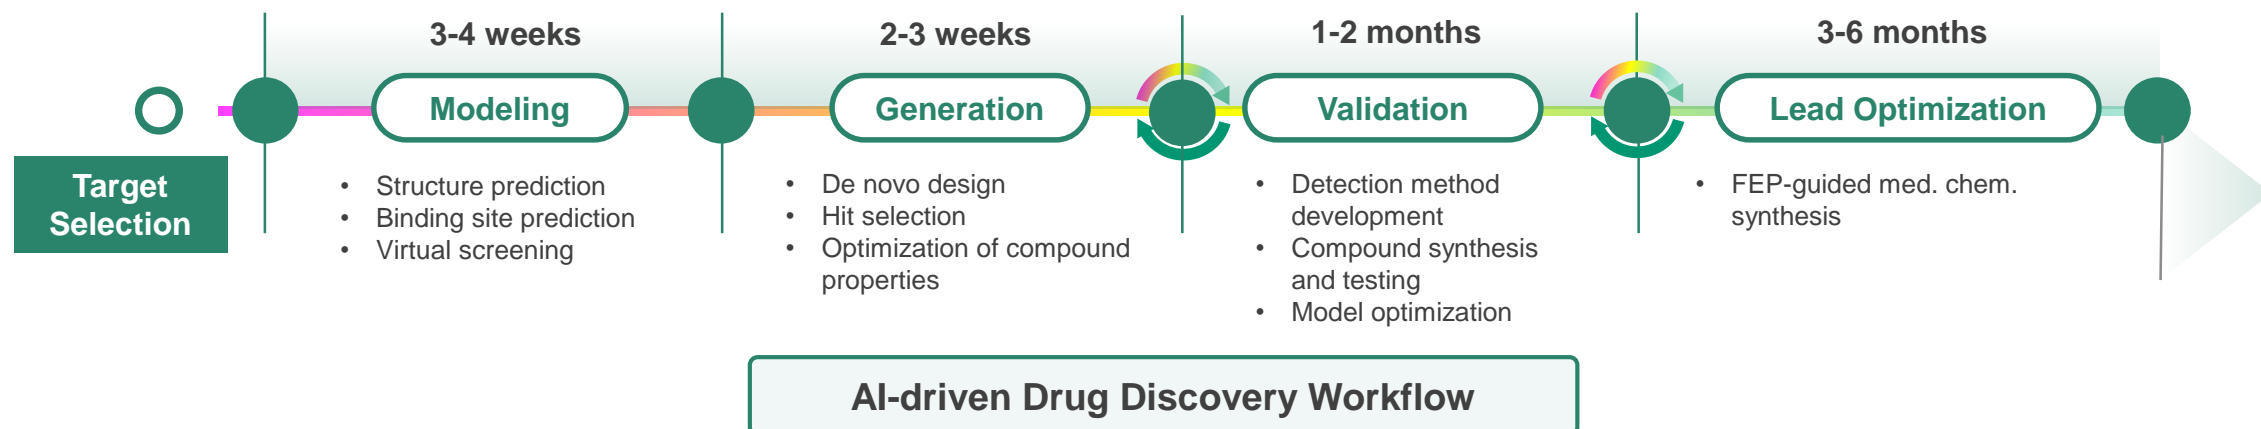 3-4 weeks
2-3 weeks
1-2 months
3-6 months
Modeling
Generation
Validation
Lead Optimization
Target
Selection
• Structure prediction
• Binding site prediction
• Virtual screening
• De novo design
• Hit selection
• Optimization of compound
properties
• Detection method
development
• Compound synthesis
and testing
• Model optimization
• FEP-guided med. chem.
synthesis
AI-driven Drug Discovery Workflow